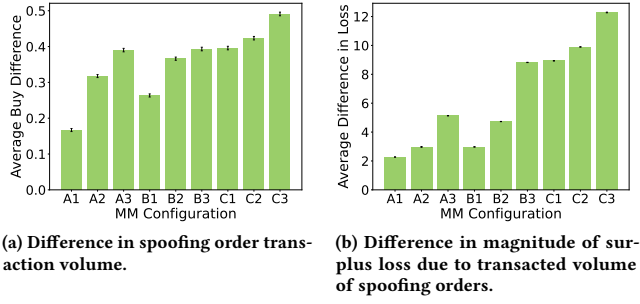 Average Buy Difference
0.5
0.4
0.3
0.2
0.1
0.0
A1 A2 A3 B1 B2 B3 C1 C2 C3
MM Configuration
(a) Difference in spoofing order trans-
action volume.
Average Difference in Loss
12
10
8
6
4
2
0
A1 A2 A3 B1 B2 B3 C1 C2 C3
MM Configuration
(b) Difference in magnitude of sur-
plus loss due to transacted volume
of spoofing orders.